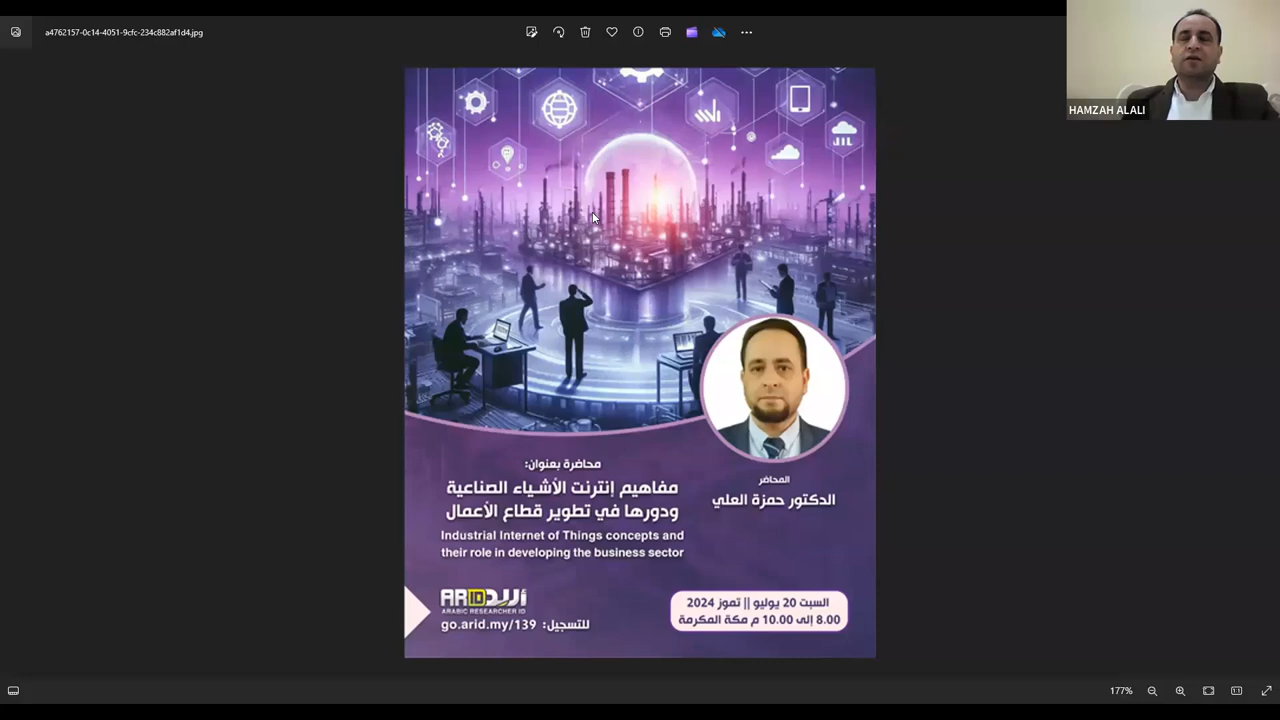 a4762157-0c14-4051-9cfc-234c882af1d4.jpg
HAMZAH ALALI
محاضرة بعنوان:
مفاهيم إنترنت الأشياء الصناعية
ودورها في تطوير قطاع الأعمال
Industrial Internet of Things concepts and
their role in developing the business sector
المحاضر
الدكتور حمزة العلي
ARID أريد
ARABIC RESEARCHER ID
للتسجيل: go.arid.my/139
السبت 20 يوليو || تموز 2024
8.00 إلى 10.00 م مكة المكرمة
177%